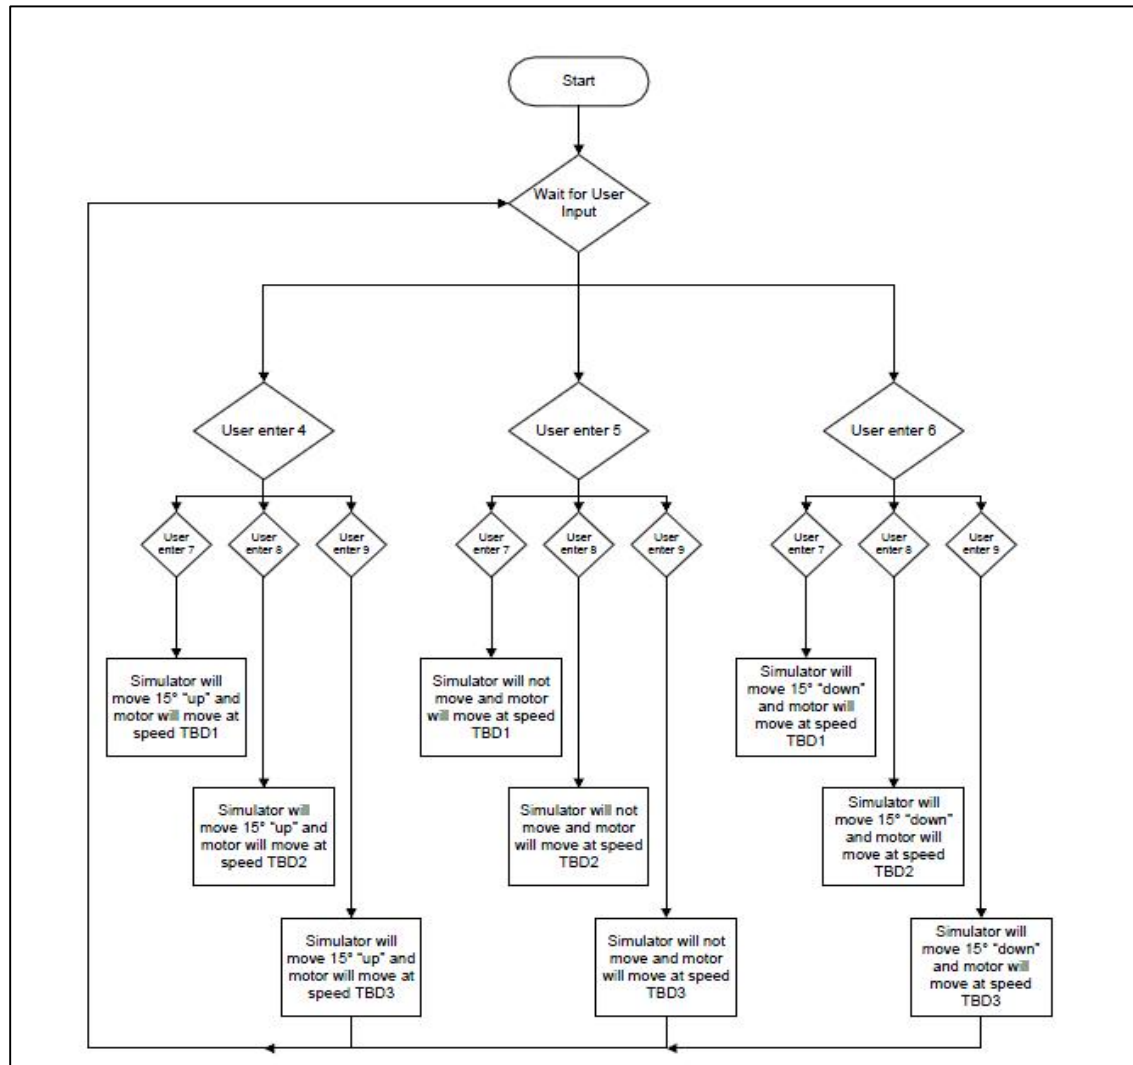 Start
Wait for User
Input
User enter 4
User enter 5
User enter 6
User
enter 7
User
enter 8
User
enter 9
User
enter 7
User
enter 8
User
enter 9
User
enter 7
User
enter 8
User
enter 9
Simulator will
move 15° “up” and
motor will move at
speed TBD1
Simulator will not
move and motor
will move at speed
TBD1
Simulator will
move 15° “down”
and motor will
move at speed
TBD1
Simulator will
move 15° “up” and
motor will move at
speed TBD2
Simulator will not
move and motor
will move at speed
TBD2
Simulator will
move 15° “down”
and motor will
move at speed
TBD2
Simulator will
move 15° “up” and
motor will move at
speed TBD3
Simulator will not
move and motor
will move at speed
TBD3
Simulator will
move 15° “down”
and motor will
move at speed
TBD3